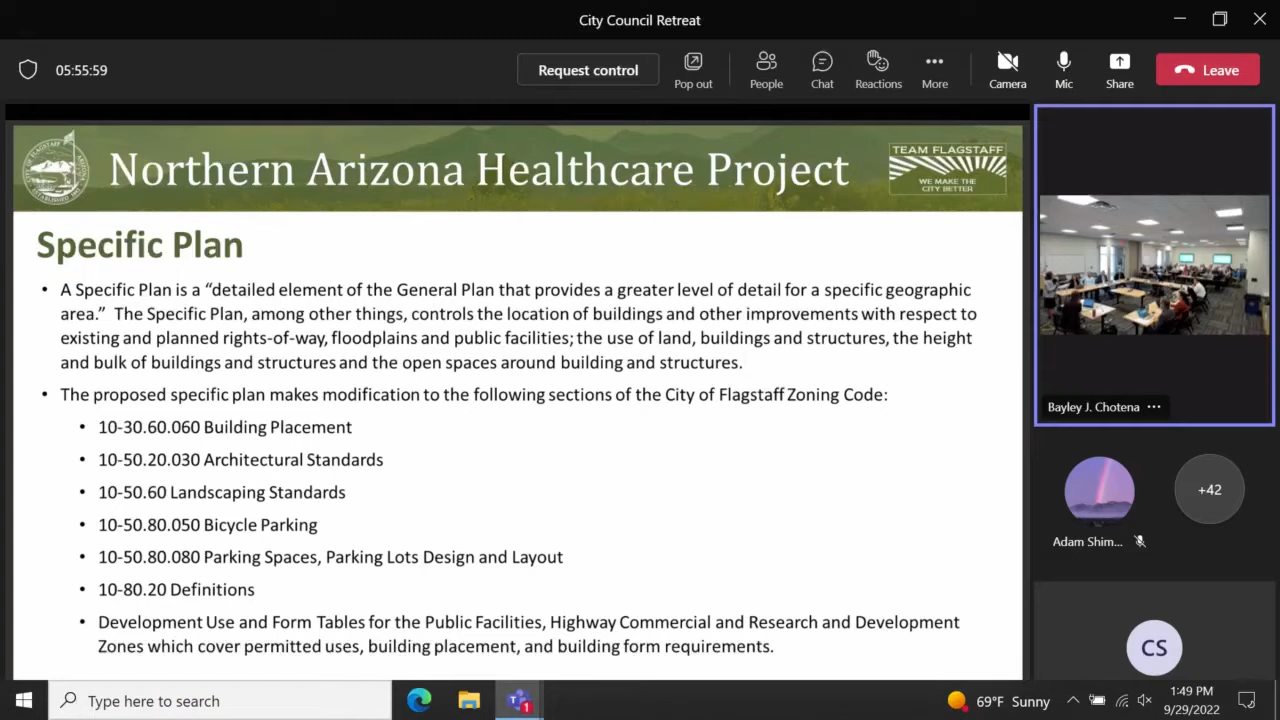 City Council Retreat
05:55:59
Request control
Pop out
People
Chat
Reactions
More
Camera
Mic
Share
Leave
Northern Arizona Healthcare Project
TEAM FLAGSTAFF
WE MAKE THE
CITY BETTER
Specific Plan
• A Specific Plan is a “detailed element of the General Plan that provides a greater level of detail for a specific geographic
area.” The Specific Plan, among other things, controls the location of buildings and other improvements with respect to
existing and planned rights-of-way, floodplains and public facilities; the use of land, buildings and structures, the height
and bulk of buildings and structures and the open spaces around building and structures.
• The proposed specific plan makes modification to the following sections of the City of Flagstaff Zoning Code:
• 10-30.60.060 Building Placement
• 10-50.20.030 Architectural Standards
• 10-50.60 Landscaping Standards
• 10-50.80.050 Bicycle Parking
• 10-50.80.080 Parking Spaces, Parking Lots Design and Layout
• 10-80.20 Definitions
• Development Use and Form Tables for the Public Facilities, Highway Commercial and Research and Development
Zones which cover permitted uses, building placement, and building form requirements.
Bayley J. Chotena
+42
Adam Shim...
CS
Type here to search
1
69°F Sunny
1:49 PM
9/29/2022